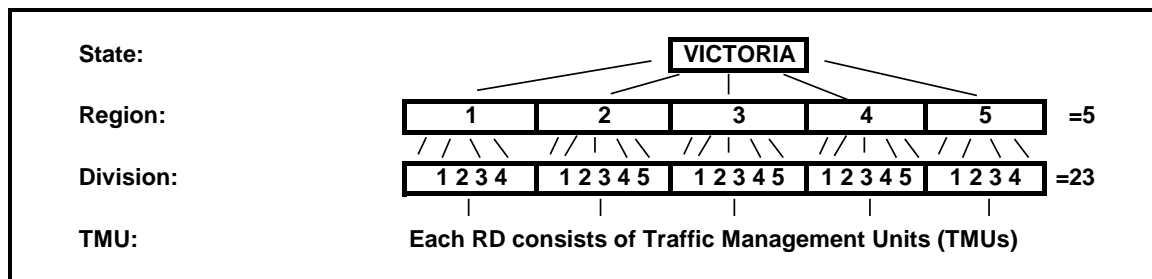 State: VICTORIA
Region: 1 2 3 4 5 =5
Division: 1 2 3 4 1 2 3 4 5 1 2 3 4 5 1 2 3 4 5 1 2 3 4 =23
TMU: Each RD consists of Traffic Management Units (TMUs)